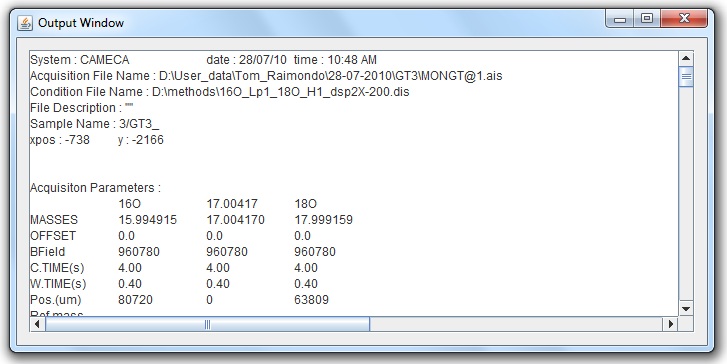 Output Window
System : CAMECA date : 28/07/10 time : 10:48 AM
Acquisition File Name : D:\User_data\Tom_Raimondo\28-07-2010\GT3\MONGT@1.ais
Condition File Name : D:\methods\16O_Lp1_18O_H1_dsp2X-200.dis
File Description : ""
Sample Name : 3/GT3_
xpos : -738 y : -2166
Acquisiton Parameters :
16O 17.00417 18O
MASSES 15.994915 17.004170 17.999159
OFFSET 0.0 0.0 0.0
BField 960780 960780 960780
C.TIME(s) 4.00 4.00 4.00
W.TIME(s) 0.40 0.40 0.40
Pos.(um) 80720 0 63809
Ref mass